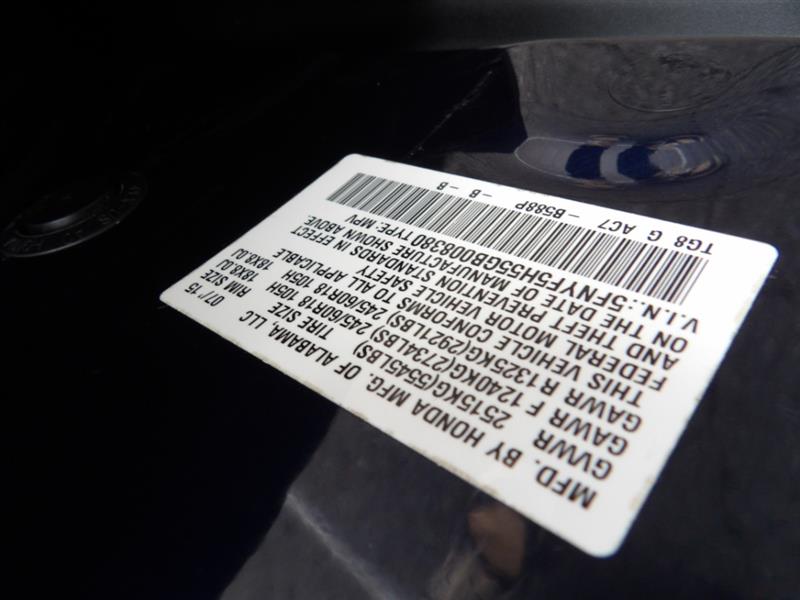 MFD. BY HONDA MFG. OF ALABAMA, LLC 07/'15
GVWR 2515KG(5545LBS) TIRE SIZE RIM SIZE
GAWR F 1240KG(2734LBS) 245/60R18 105H 18X8.0J
GAWR R 1325KG(2921LBS) 245/60R18 105H 18X8.0J
THIS VEHICLE CONFORMS TO ALL APPLICABLE
FEDERAL MOTOR VEHICLE SAFETY
AND THEFT PREVENTION STANDARDS IN EFFECT
ON THE DATE OF MANUFACTURE SHOWN ABOVE.
V.I.N.:5FNYF5H55GB008380 TYPE: MPV
TG8 G AC7 -B588P -B -B